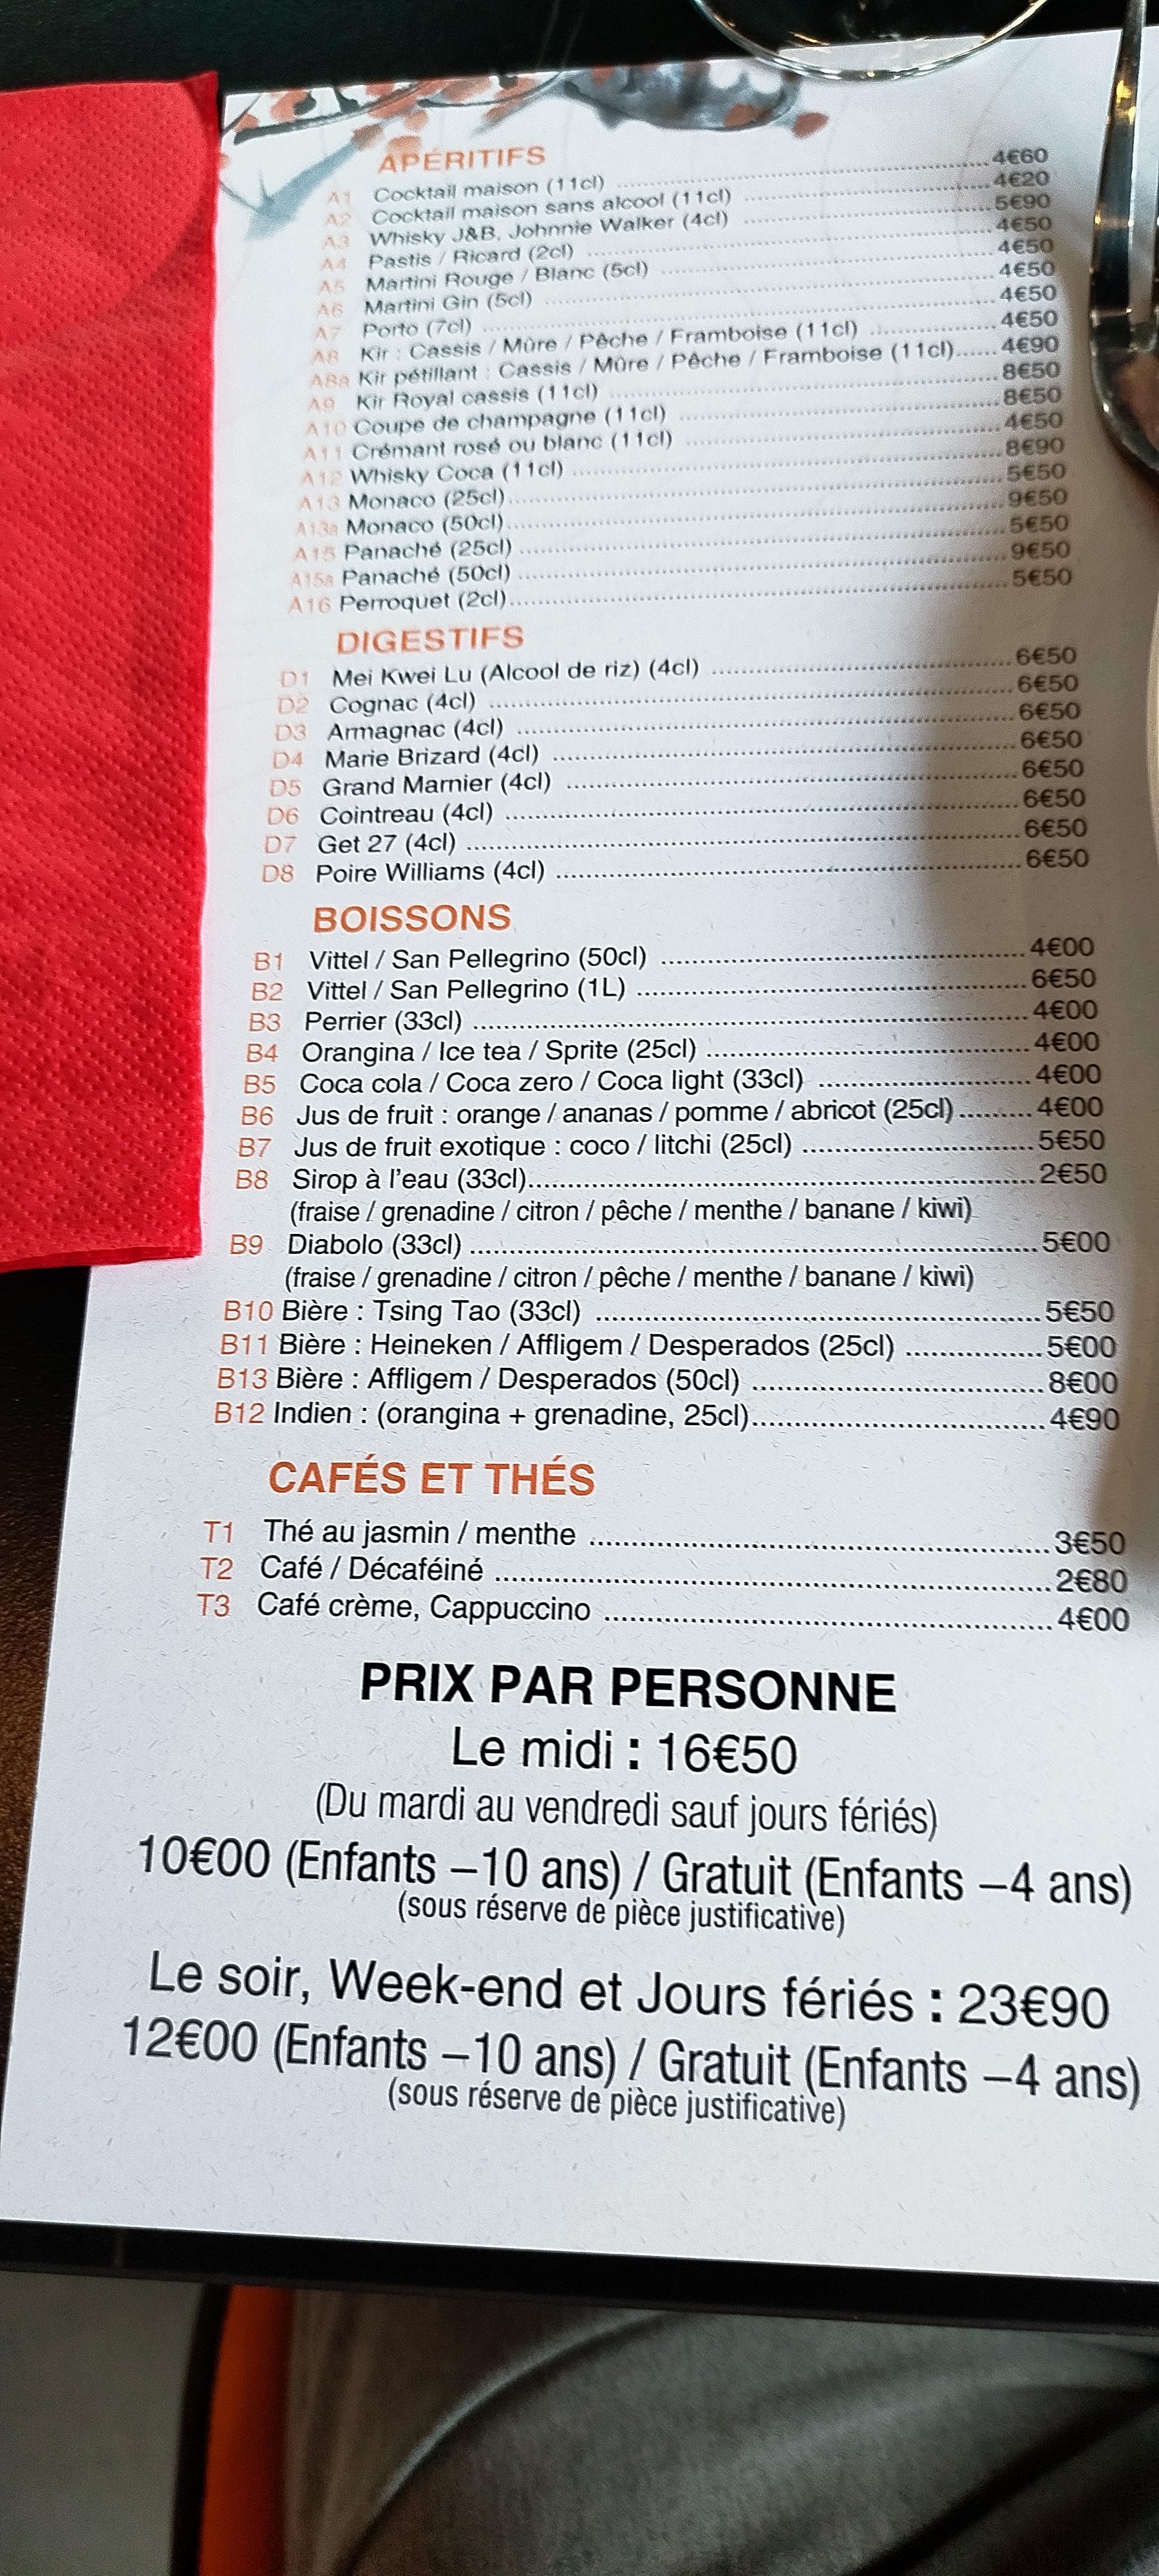 APÉRITIFS
A1 Cocktail maison (11cl) ........ 4€60
A2 Cocktail maison sans alcool (11cl) ........ 4€20
A3 Whisky J&B, Johnnie Walker (4cl) ........ 5€90
A4 Pastis / Ricard (2cl) ........ 4€50
A5 Martini Rouge / Blanc (5cl) ........ 4€50
A6 Martini Gin (5cl) ........ 4€50
A7 Porto (7cl) ........ 4€50
A8 Kir : Cassis / Mûre / Pêche / Framboise (11cl) ........ 4€50
A8a Kir pétillant : Cassis / Mûre / Pêche / Framboise (11cl)...... 4€90
A9 Kir Royal cassis (11cl) ........ 8€50
A10 Coupe de champagne (11cl) ........ 8€50
A11 Crémant rosé ou blanc (11cl) ........ 4€50
A12 Whisky Coca (11cl) ........ 8€90
A13 Monaco (25cl)........ 5€50
A13a Monaco (50cl)........ 9€50
A15 Panaché (25cl) ........ 5€50
A15a Panaché (50cl) ........ 9€50
A16 Perroquet (2cl)........ 5€50
DIGESTIFS
D1 Mei Kwei Lu (Alcool de riz) (4cl) ........ 6€50
D2 Cognac (4cl) ........ 6€50
D3 Armagnac (4cl) ........ 6€50
D4 Marie Brizard (4cl) ........ 6€50
D5 Grand Marnier (4cl) ........ 6€50
D6 Cointreau (4cl) ........ 6€50
D7 Get 27 (4cl) ........ 6€50
D8 Poire Williams (4cl) ........ 6€50
BOISSONS
B1 Vittel / San Pellegrino (50cl) ........ 4€00
B2 Vittel / San Pellegrino (1L) ........ 6€50
B3 Perrier (33cl) ........ 4€00
B4 Orangina / Ice tea / Sprite (25cl) ........ 4€00
B5 Coca cola / Coca zero / Coca light (33cl) ........ 4€00
B6 Jus de fruit : orange / ananas / pomme / abricot (25cl) ........ 4€00
B7 Jus de fruit exotique : coco / litchi (25cl) ........ 5€50
B8 Sirop à l'eau (33cl)........ 2€50
(fraise / grenadine / citron / pêche / menthe / banane / kiwi)
B9 Diabolo (33cl) ........ 5€00
(fraise / grenadine / citron / pêche / menthe / banane / kiwi)
B10 Bière : Tsing Tao (33cl) ........ 5€50
B11 Bière : Heineken / Affligem / Desperados (25cl) ........ 5€00
B13 Bière : Affligem / Desperados (50cl) ........ 8€00
B12 Indien : (orangina + grenadine, 25cl)........ 4€90
CAFÉS ET THÉS
T1 Thé au jasmin / menthe ........ 3€50
T2 Café / Décaféiné ........ 2€80
T3 Café crème, Cappuccino ........ 4€00
PRIX PAR PERSONNE
Le midi : 16€50
(Du mardi au vendredi sauf jours fériés)
10€00 (Enfants –10 ans) / Gratuit (Enfants –4 ans)
(sous réserve de pièce justificative)
Le soir, Week-end et Jours fériés : 23€90
12€00 (Enfants –10 ans) / Gratuit (Enfants –4 ans)
(sous réserve de pièce justificative)